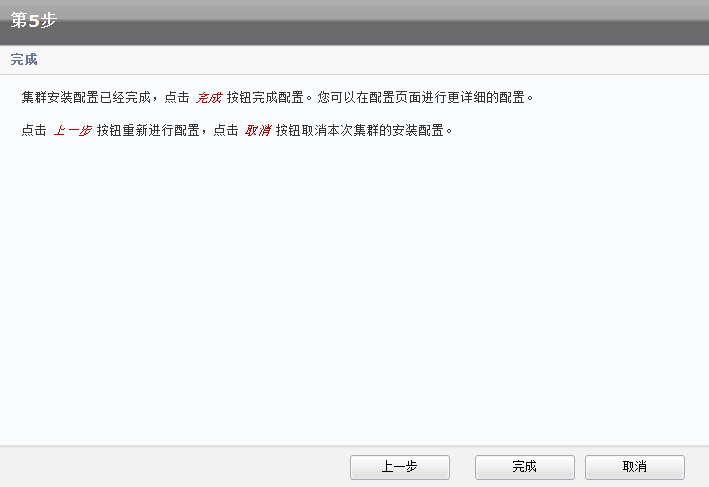 第5步
完成
集群安装配置已经完成，点击 完成 按钮完成配置。您可以在配置页面进行更详细的配置。
点击 上一步 按钮重新进行配置，点击 取消 按钮取消本次集群的安装配置。
上一步 完成 取消